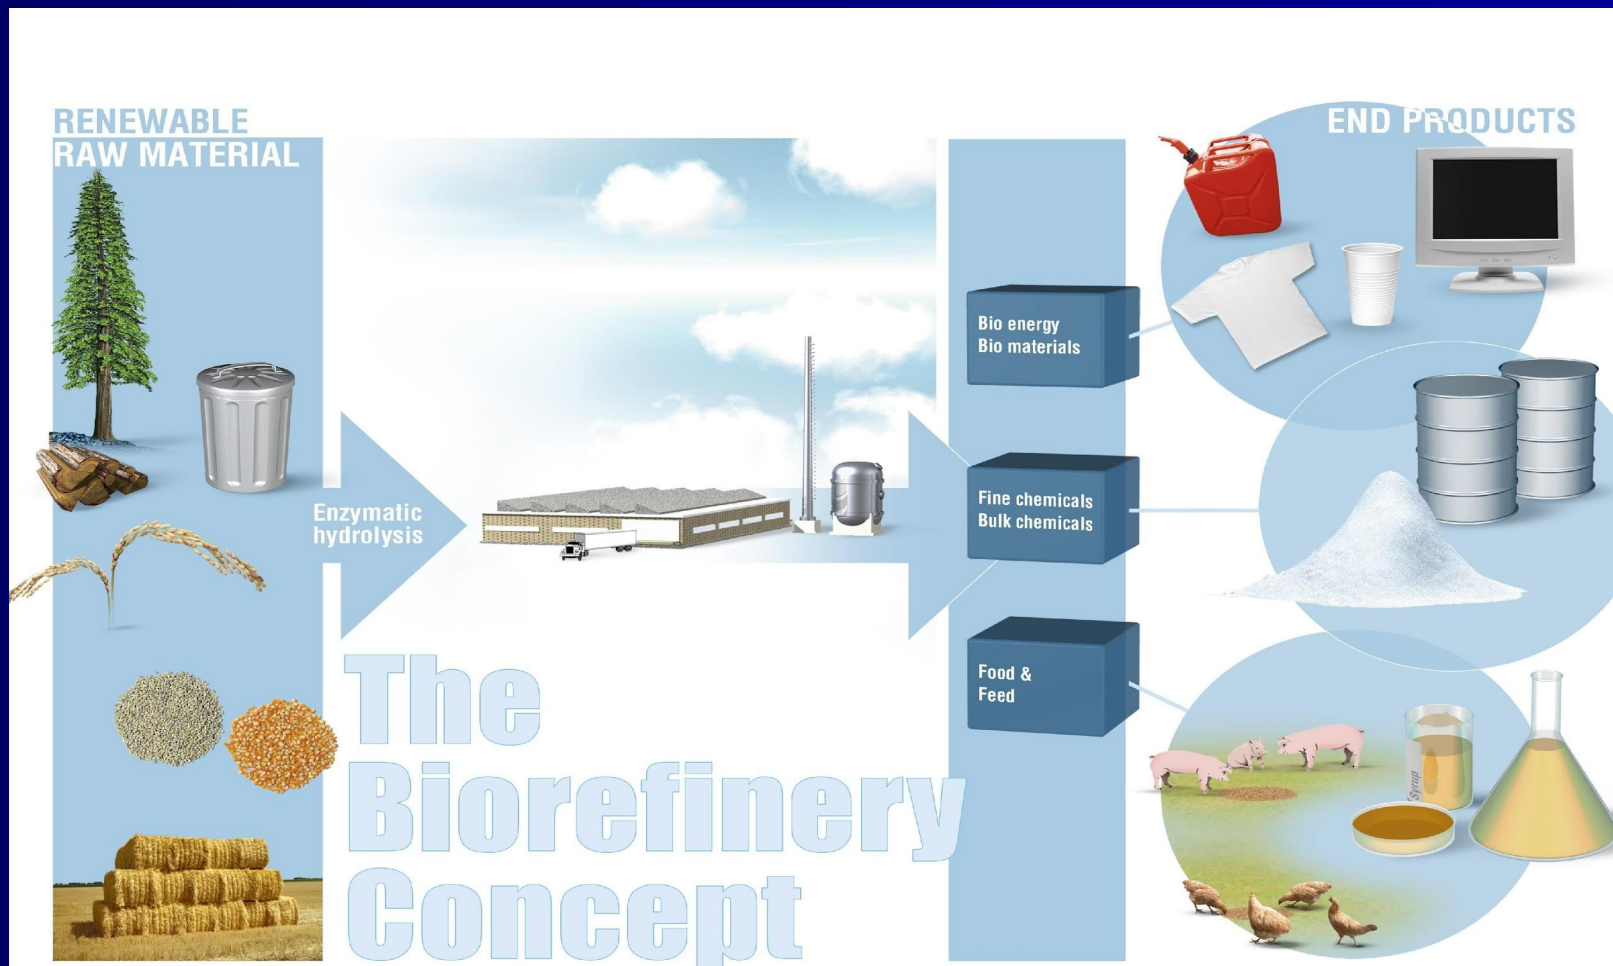 RENEWABLE
RAW MATERIAL
END PRODUCTS
Enzymatic
hydrolysis
Bio energy
Bio materials
Fine chemicals
Bulk chemicals
Food &
Feed
Syrup
The
Biorefinery
Concept